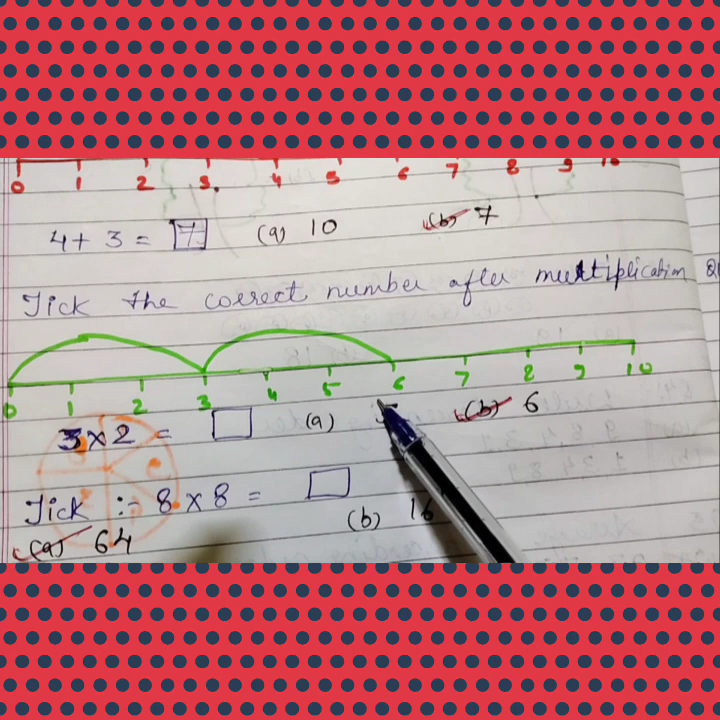 0 1 2 3 4 5 6 7 8 9 10
4 + 3 = 7 (a) 10 (b) 7
Tick the correct number after multiplication
0 1 2 3 4 5 6 7 8 9 10
3 × 2 = (a) 5 (b) 6
Tick :- 8 × 8 =
(a) 64 (b) 16